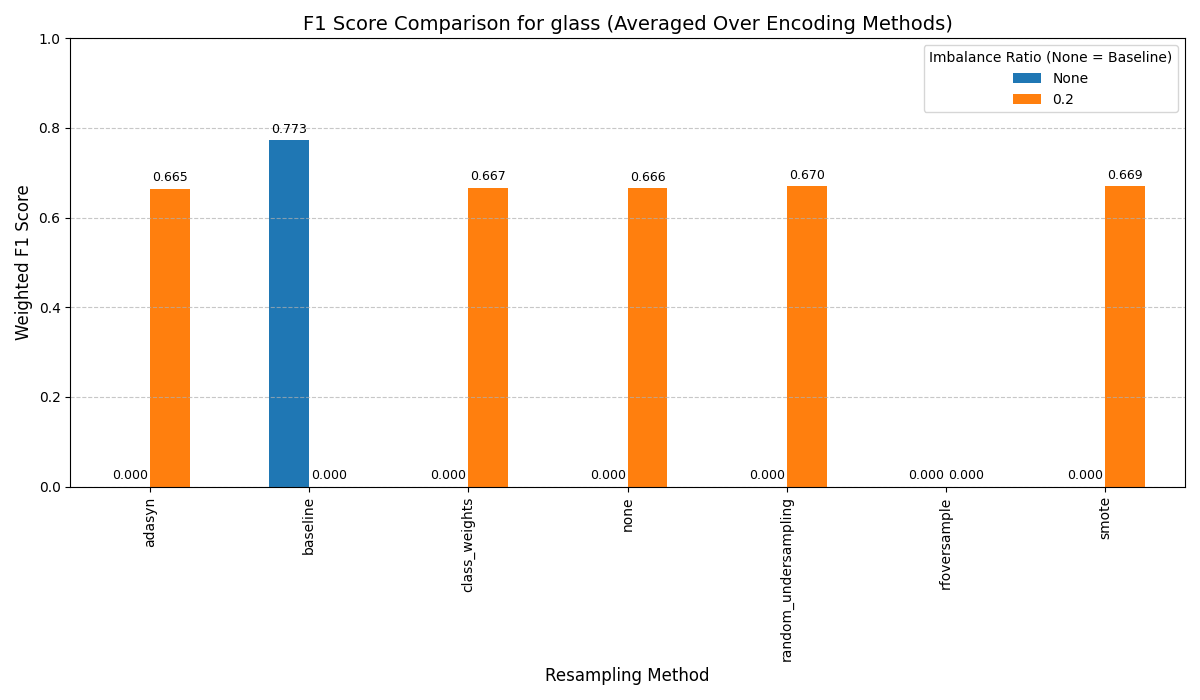 F1 Score Comparison for glass (Averaged Over Encoding Methods)
Imbalance Ratio (None = Baseline)
None
0.2
Weighted F1 Score
1.0
0.8
0.6
0.4
0.2
0.0
0.000 0.665
0.773 0.000
0.000 0.667
0.000 0.666
0.000 0.670
0.000 0.000
0.000 0.669
adasyn
baseline
class_weights
none
random_undersampling
rfoversample
smote
Resampling Method